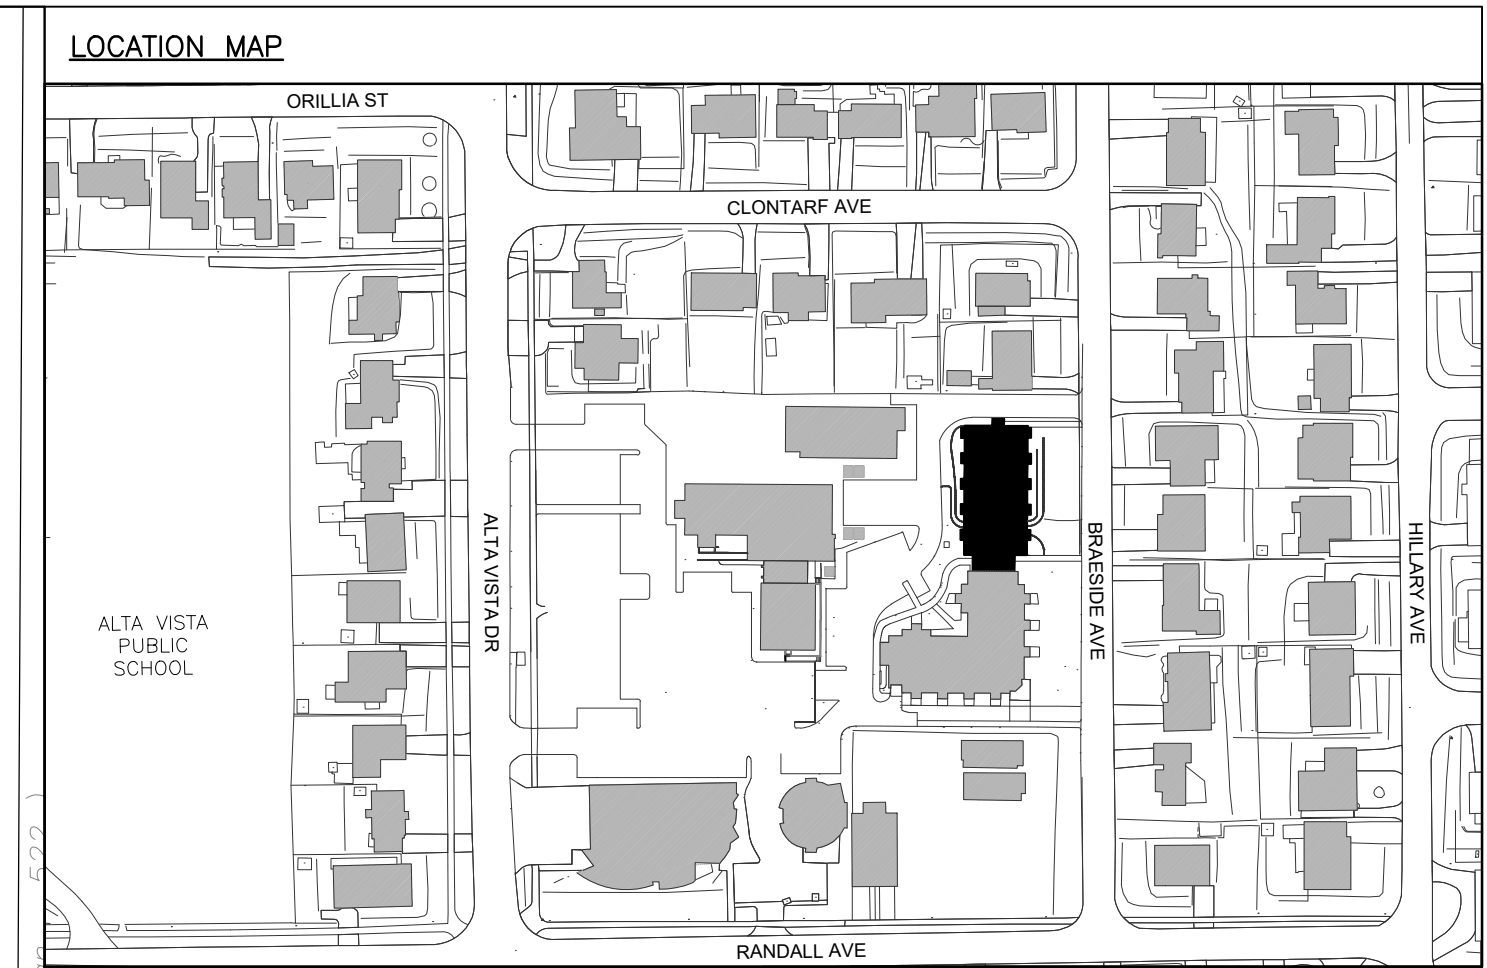 LOCATION MAP
ORILLIA ST
CLONTARF AVE
ALTA VISTA DR
BRAESIDE AVE
HILLARY AVE
ALTA VISTA
PUBLIC
SCHOOL
522 )
RANDALL AVE